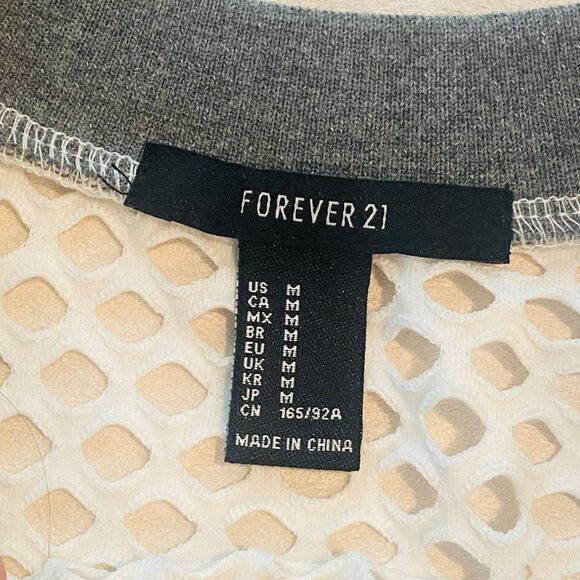 FOREVER 21
US M
CA M
MX M
BR M
EU M
UK M
KR M
JP M
CN 165/92A
MADE IN CHINA